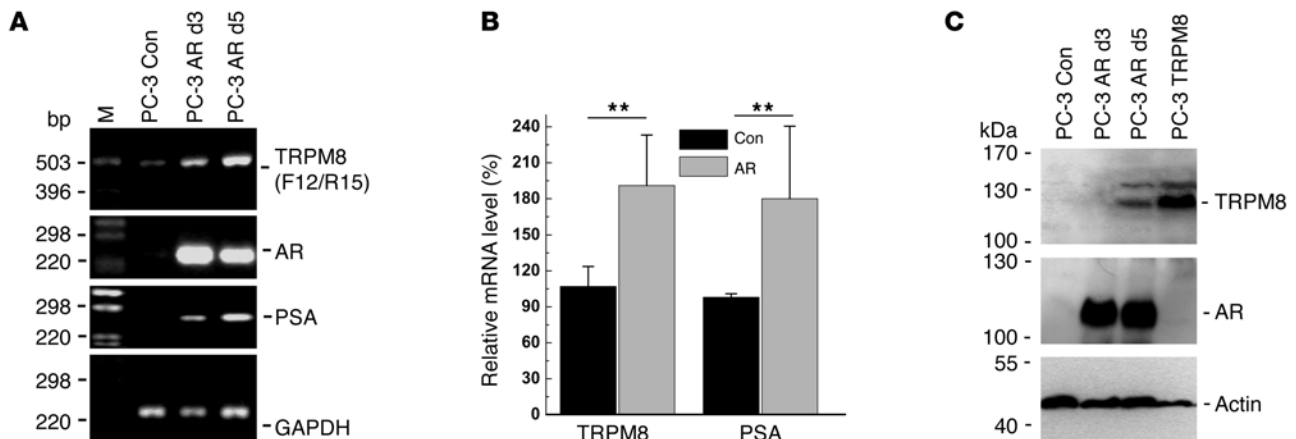 A
bp
M
PC-3 Con
PC-3 AR d3
PC-3 AR d5
503 -
396 -
- TRPM8
(F12/R15)
298 -
220 -
- AR
298 -
220 -
- PSA
298 -
220 -
- GAPDH
B
Relative mRNA level (%)
240
210
180
150
120
90
60
30
0
**
**
Con
AR
TRPM8
PSA
C
kDa
PC-3 Con
PC-3 AR d3
PC-3 AR d5
PC-3 TRPM8
170 -
130 -
100 -
- TRPM8
130 -
100 -
- AR
55 -
40 -
- Actin